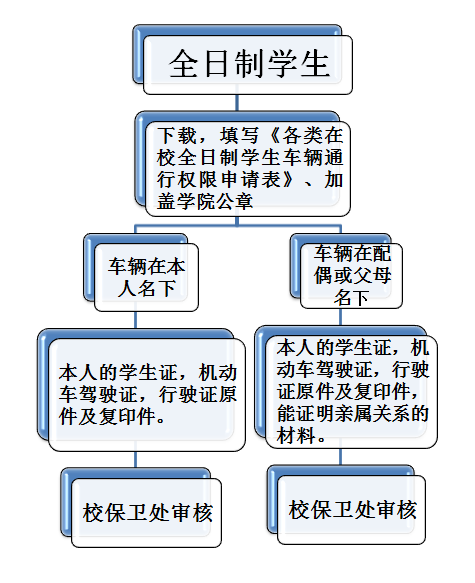 全日制学生
下载，填写《各类在
校全日制学生车辆通
行权限申请表》、加
盖学院公章
车辆在本
人名下
车辆在配
偶或父母
名下
本人的学生证，机动
车驾驶证，行驶证原
件及复印件。
本人的学生证，机
动车驾驶证，行驶
证原件及复印件，
能证明亲属关系的
材料。
校保卫处审核
校保卫处审核